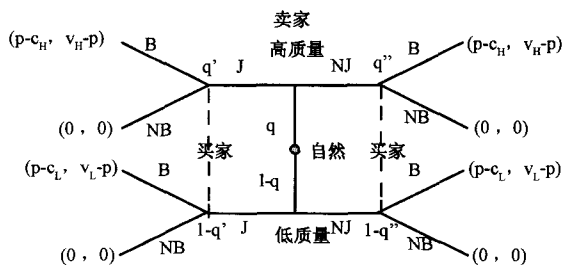 卖家
(p-c_H, v_H-p) B 高质量 B (p-c_H, v_H-p)
q' J NJ q''
(0, 0) NB q NB (0, 0)
买家 自然 买家
(p-c_L, v_L-p) B 1-q B (p-c_L, v_L-p)
(0, 0) NB 1-q' J 低质量 NJ 1-q'' NB (0, 0)